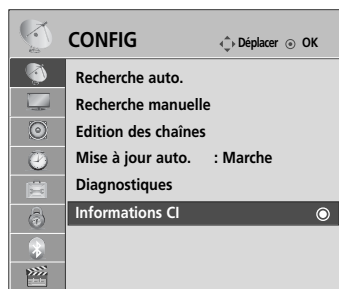 CONFIG
Déplacer OK
Recherche auto.
Recherche manuelle
Edition des chaînes
Mise à jour auto. : Marche
Diagnostiques
Informations CI